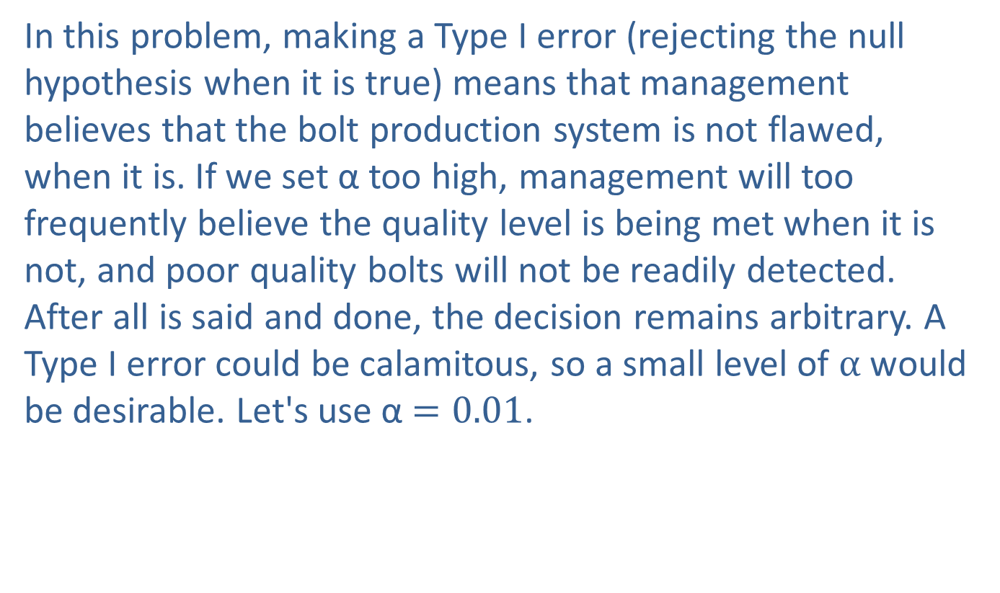 In this problem, making a Type I error (rejecting the null
hypothesis when it is true) means that management
believes that the bolt production system is not flawed,
when it is. If we set α too high, management will too
frequently believe the quality level is being met when it is
not, and poor quality bolts will not be readily detected.
After all is said and done, the decision remains arbitrary. A
Type I error could be calamitous, so a small level of α would
be desirable. Let's use α = 0.01.